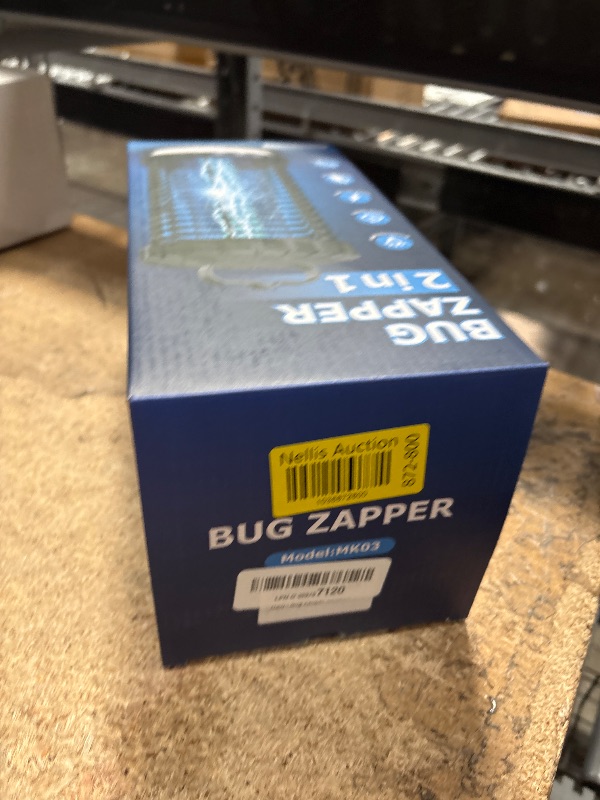 BUG
ZAPPER
2 in 1
Nellis Auction
872-800
BUG ZAPPER
Model:MK03
7120